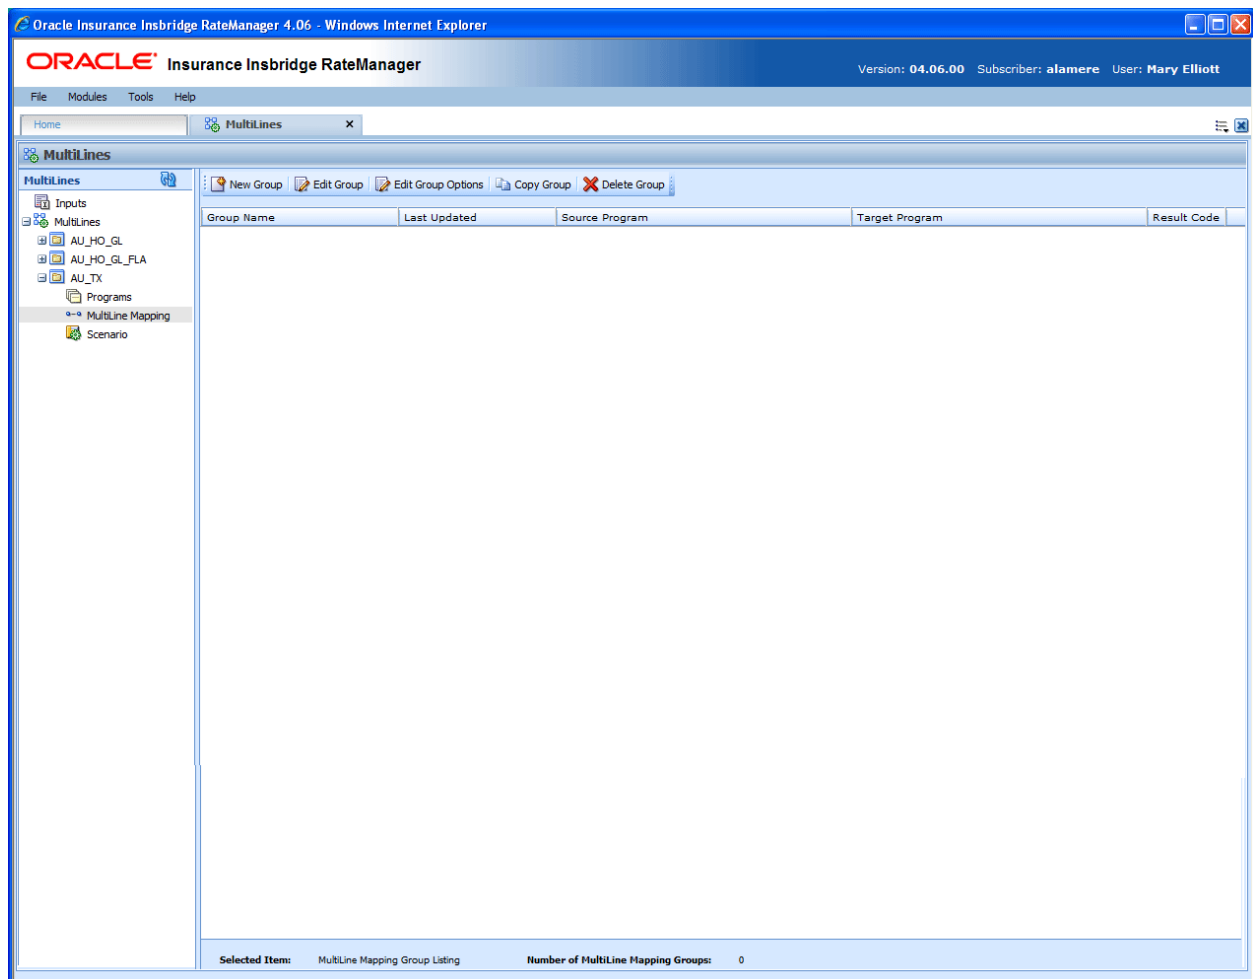 Oracle Insurance Insbridge RateManager 4.06 - Windows Internet Explorer
ORACLE Insurance Insbridge RateManager
Version: 04.06.00 Subscriber: alamere User: Mary Elliott
File Modules Tools Help
Home MultiLines
MultiLines
MultiLines
New Group Edit Group Edit Group Options Copy Group Delete Group
Inputs
MultiLines
AU_HO_GL
AU_HO_GL_FLA
AU_TX
Programs
MultiLine Mapping
Scenario
Group Name Last Updated Source Program Target Program Result Code
Selected Item: MultiLine Mapping Group Listing Number of MultiLine Mapping Groups: 0